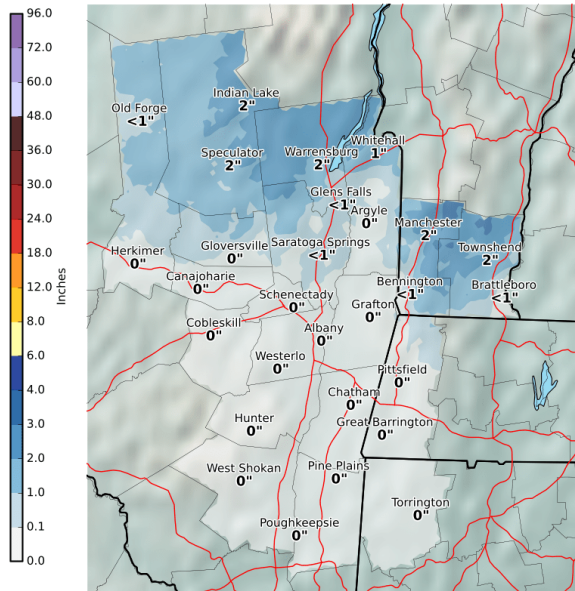 96.0
72.0
60.0
48.0
36.0
30.0
24.0
18.0
12.0
8.0
6.0
4.0
3.0
2.0
1.0
0.1
0.0
Inches
Indian Lake
2"
Old Forge
<1"
Whitehall
1"
Speculator
2"
Warrensburg
2"
Glens Falls
<1"
Argyle
0"
Manchester
2"
Saratoga Springs
<1"
Gloversville
0"
Herkimer
0"
Townshend
2"
Canajoharie
0"
Bennington
<1"
Brattleboro
<1"
Schenectady
0"
Grafton
0"
Cobleskill
0"
Albany
0"
Westerlo
0"
Pittsfield
0"
Chatham
0"
Hunter
0"
Great Barrington
0"
West Shokan
0"
Pine Plains
0"
Torrington
0"
Poughkeepsie
0"